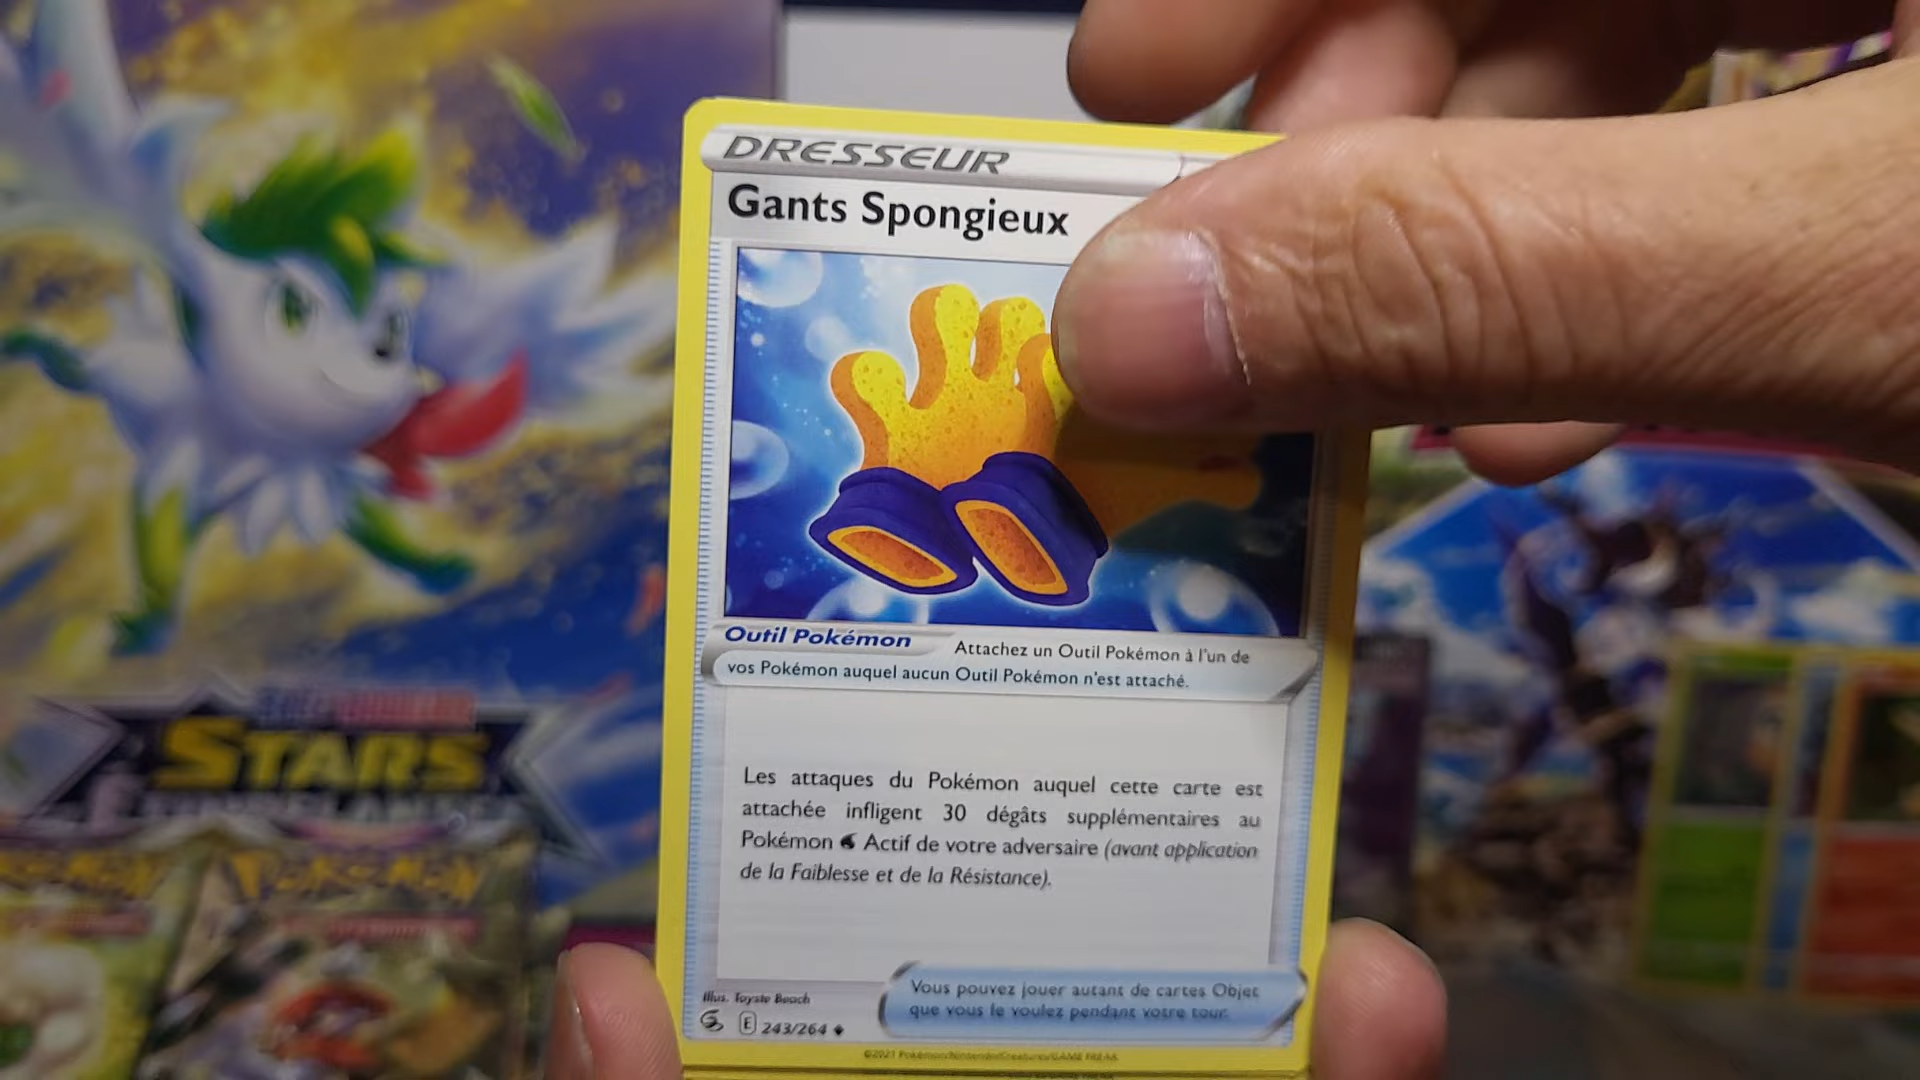 DRESSEUR
Gants Spongieux
Outil Pokémon Attachez un Outil Pokémon à l'un de
vos Pokémon auquel aucun Outil Pokémon n'est attaché.
Les attaques du Pokémon auquel cette carte est
attachée infligent 30 dégâts supplémentaires au
Pokémon Actif de votre adversaire (avant application
de la Faiblesse et de la Résistance).
Vous pouvez jouer autant de cartes Objet
que vous le voulez pendant votre tour.
Illus. Toyste Beach
E 243/264
©2021 Pokémon/Nintendo/Creatures/GAME FREAK
STARS
POKÉMON